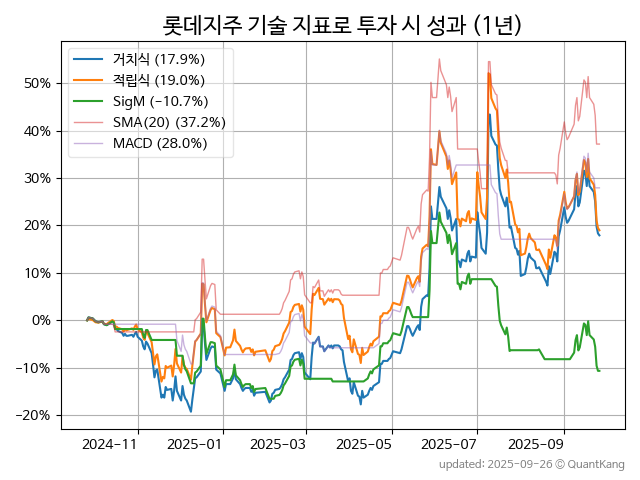 롯데지주 기술 지표로 투자 시 성과 (1년)
거치식 (17.9%)
적립식 (19.0%)
SigM (−10.7%)
SMA(20) (37.2%)
MACD (28.0%)
50%
40%
30%
20%
10%
0%
−10%
−20%
2024−11
2025−01
2025−03
2025−05
2025−07
2025−09
updated: 2025−09−26 © QuantKang